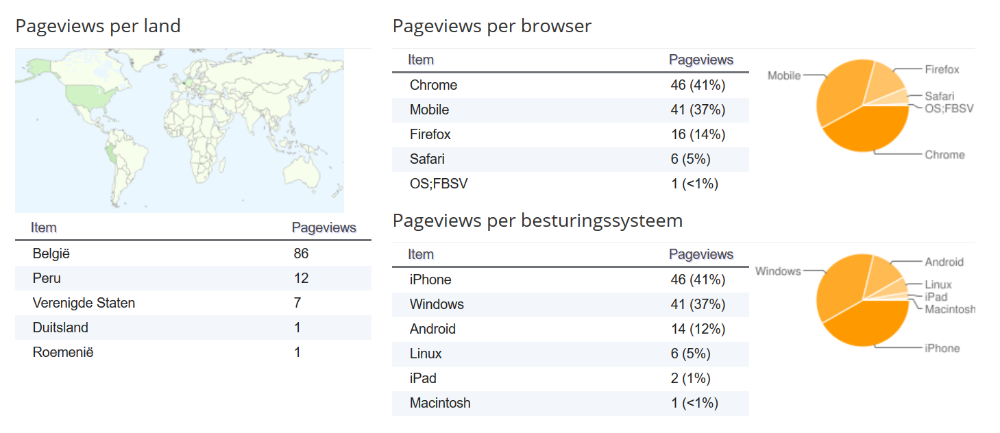 Pageviews per land
Item Pageviews
België 86
Peru 12
Verenigde Staten 7
Duitsland 1
Roemenië 1
Pageviews per browser
Item Pageviews
Chrome 46 (41%)
Mobile 41 (37%)
Firefox 16 (14%)
Safari 6 (5%)
OS;FBSV 1 (<1%)
Mobile
Firefox
Safari
OS;FBSV
Chrome
Pageviews per besturingssysteem
Item Pageviews
iPhone 46 (41%)
Windows 41 (37%)
Android 14 (12%)
Linux 6 (5%)
iPad 2 (1%)
Macintosh 1 (<1%)
Windows
Android
Linux
iPad
Macintosh
iPhone